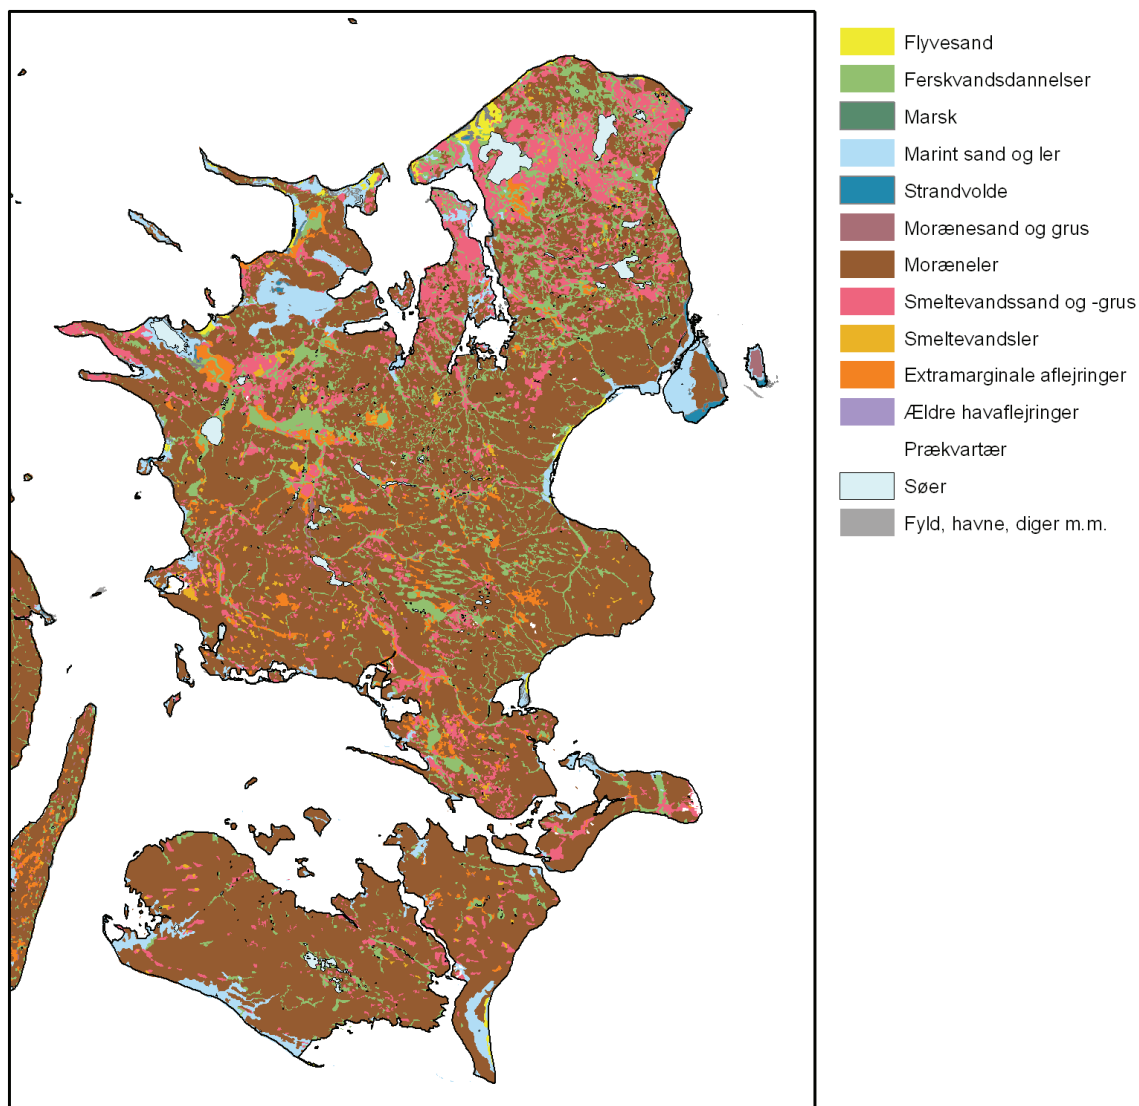 Flyvesand
Ferskvandsdannelser
Marsk
Marint sand og ler
Strandvolde
Morænesand og grus
Moræneler
Smeltevandssand og -grus
Smeltevandsler
Extramarginale aflejringer
Ældre havaflejringer
Prækvartær
Søer
Fyld, havne, diger m.m.